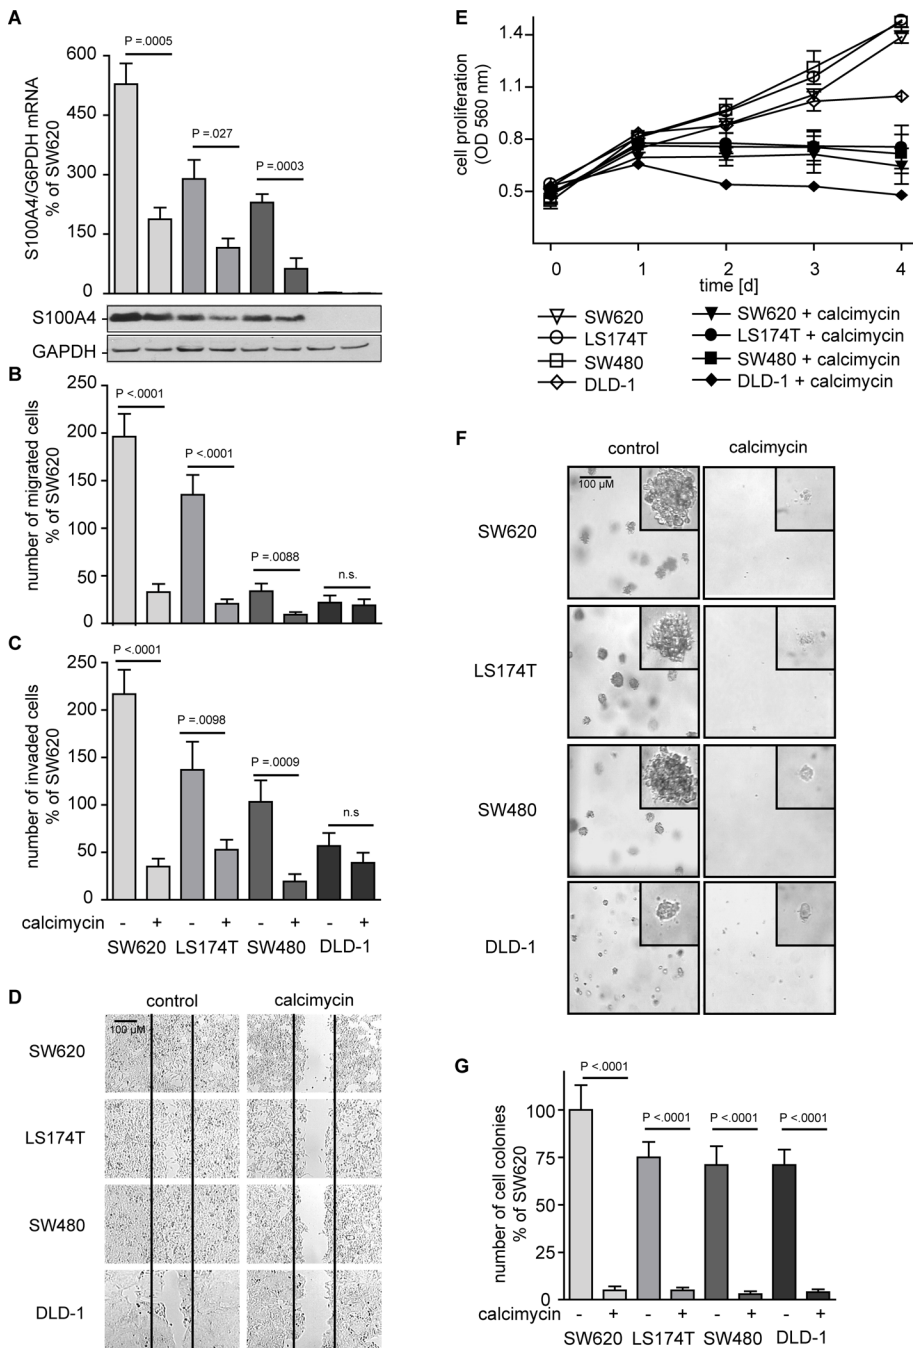 A
S100A4/G6PDH mRNA
% of SW620
600
450
300
150
0
P =.0005
P =.027
P =.0003
S100A4
GAPDH
B
number of migrated cells
% of SW620
250
200
150
100
50
0
P <.0001
P <.0001
P =.0088
n.s.
C
number of invaded cells
% of SW620
250
200
150
100
50
0
P <.0001
P =.0098
P =.0009
n.s
calcimycin - + - + - + - +
SW620 LS174T SW480 DLD-1
D
control calcimycin
100 µM
SW620
LS174T
SW480
DLD-1
E
cell proliferation
(OD 560 nm)
1.4
1.1
0.8
0.5
0 1 2 3 4
time [d]
SW620
LS174T
SW480
DLD-1
SW620 + calcimycin
LS174T + calcimycin
SW480 + calcimycin
DLD-1 + calcimycin
F
control calcimycin
100 µM
SW620
LS174T
SW480
DLD-1
G
number of cell colonies
% of SW620
100
75
50
25
0
P <.0001
P <.0001
P <.0001
P <.0001
calcimycin - + - + - + - +
SW620 LS174T SW480 DLD-1